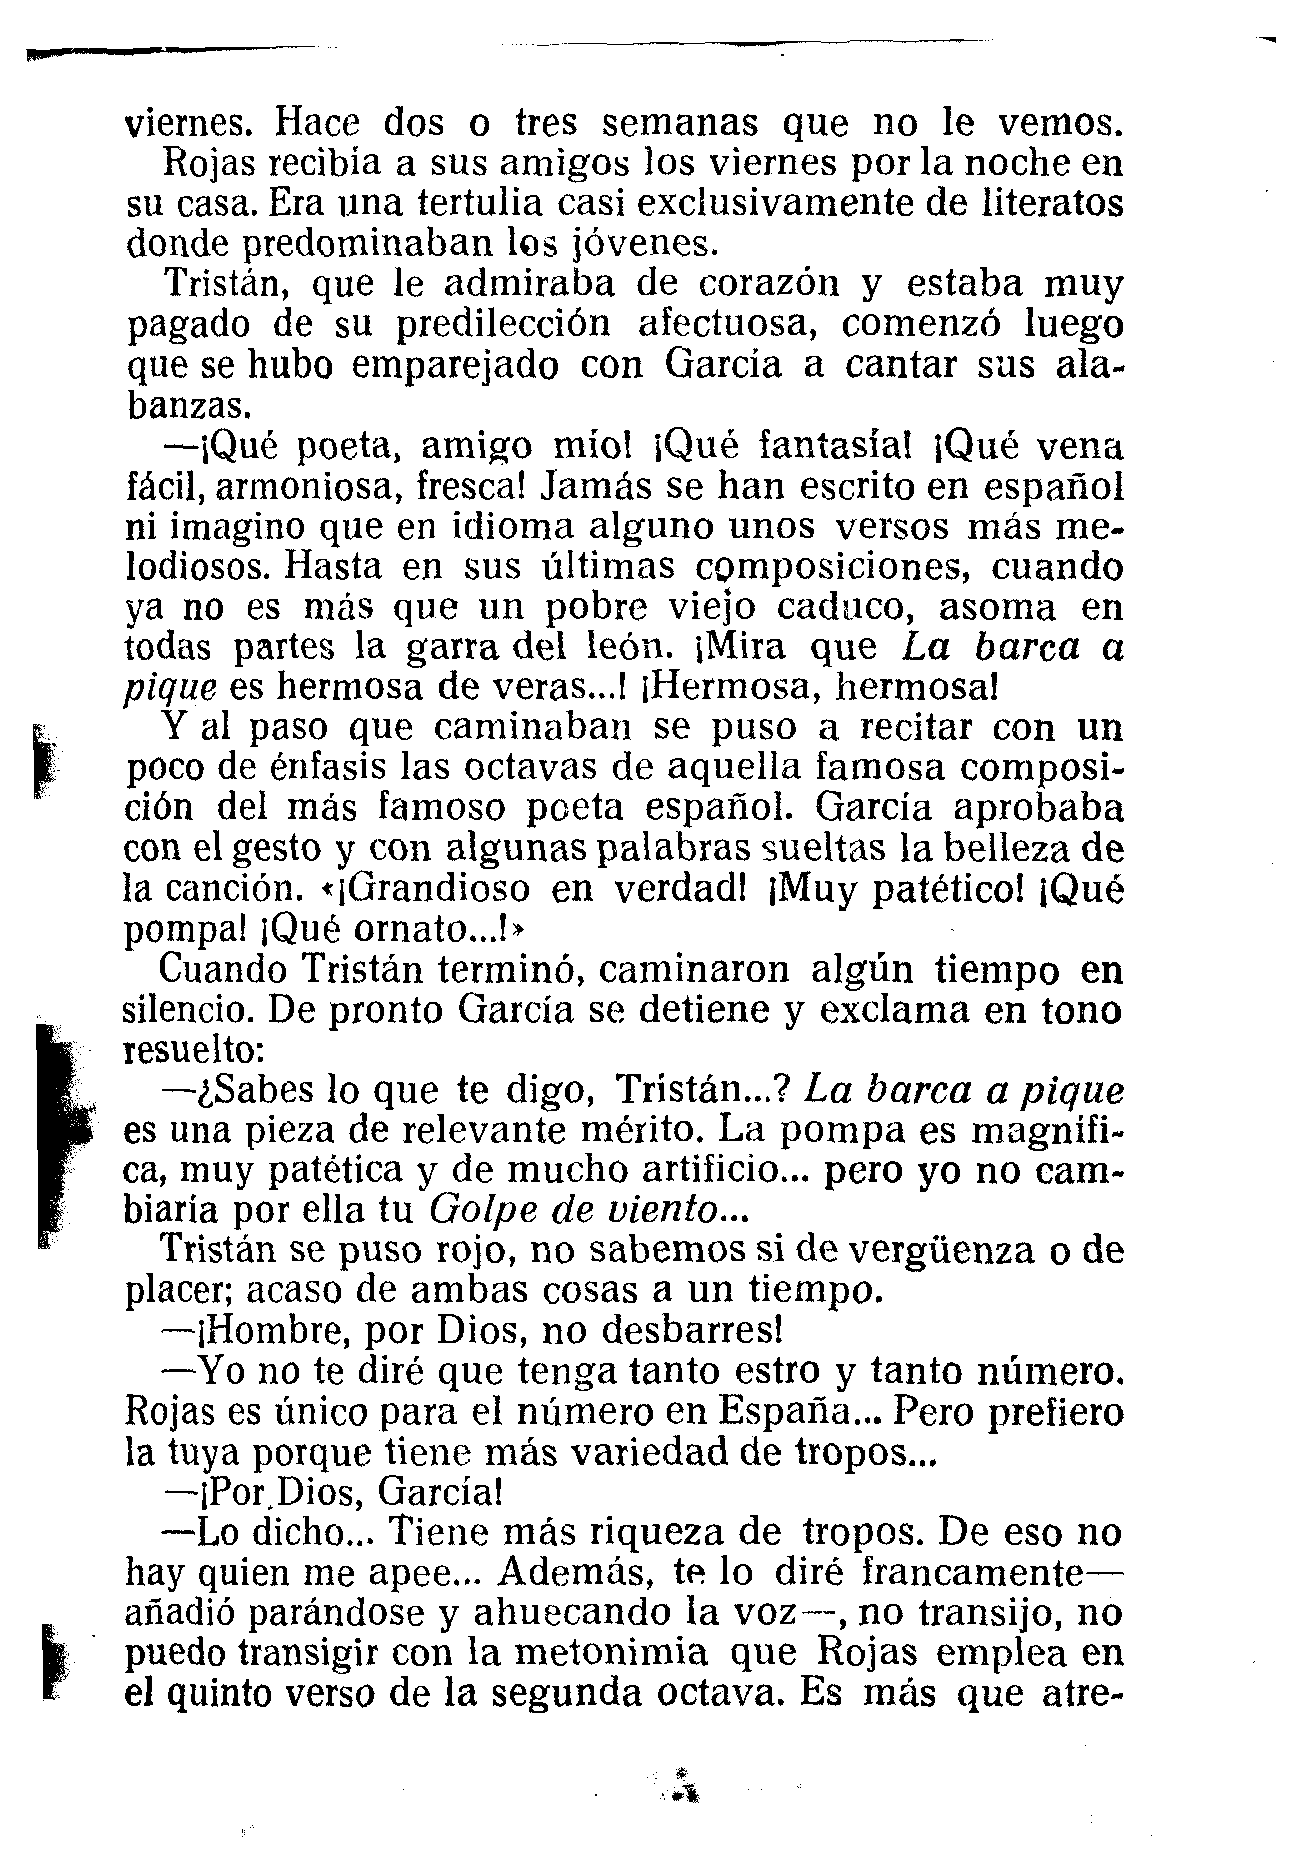 viernes. Hace dos o tres semanas que no le vemos.
Rojas recibía a sus amigos los viernes por la noche en
su casa. Era una tertulia casi exclusivamente de literatos
donde predominaban los jóvenes.
Tristán, que le admiraba de corazón y estaba muy
pagado de su predilección afectuosa, comenzó luego
que se hubo emparejado con García a cantar sus ala-
banzas.
—¡Qué poeta, amigo mío! ¡Qué fantasía! ¡Qué vena
fácil, armoniosa, fresca! Jamás se han escrito en español
ni imagino que en idioma alguno unos versos más me-
lodiosos. Hasta en sus últimas composiciones, cuando
ya no es más que un pobre viejo caduco, asoma en
todas partes la garra del león. ¡Mira que La barca a
pique es hermosa de veras...! ¡Hermosa, hermosa!
Y al paso que caminaban se puso a recitar con un
poco de énfasis las octavas de aquella famosa composi-
ción del más famoso poeta español. García aprobaba
con el gesto y con algunas palabras sueltas la belleza de
la canción. «¡Grandioso en verdad! ¡Muy patético! ¡Qué
pompa! ¡Qué ornato...!»
Cuando Tristán terminó, caminaron algún tiempo en
silencio. De pronto García se detiene y exclama en tono
resuelto:
—¿Sabes lo que te digo, Tristán...? La barca a pique
es una pieza de relevante mérito. La pompa es magnífi-
ca, muy patética y de mucho artificio... pero yo no cam-
biaría por ella tu Golpe de viento...
Tristán se puso rojo, no sabemos si de vergüenza o de
placer; acaso de ambas cosas a un tiempo.
—¡Hombre, por Dios, no desbarres!
—Yo no te diré que tenga tanto estro y tanto número.
Rojas es único para el número en España... Pero prefiero
la tuya porque tiene más variedad de tropos...
—¡Por Dios, García!
—Lo dicho... Tiene más riqueza de tropos. De eso no
hay quien me apee... Además, te lo diré francamente—
añadió parándose y ahuecando la voz—, no transijo, no
puedo transigir con la metonimia que Rojas emplea en
el quinto verso de la segunda octava. Es más que atre-